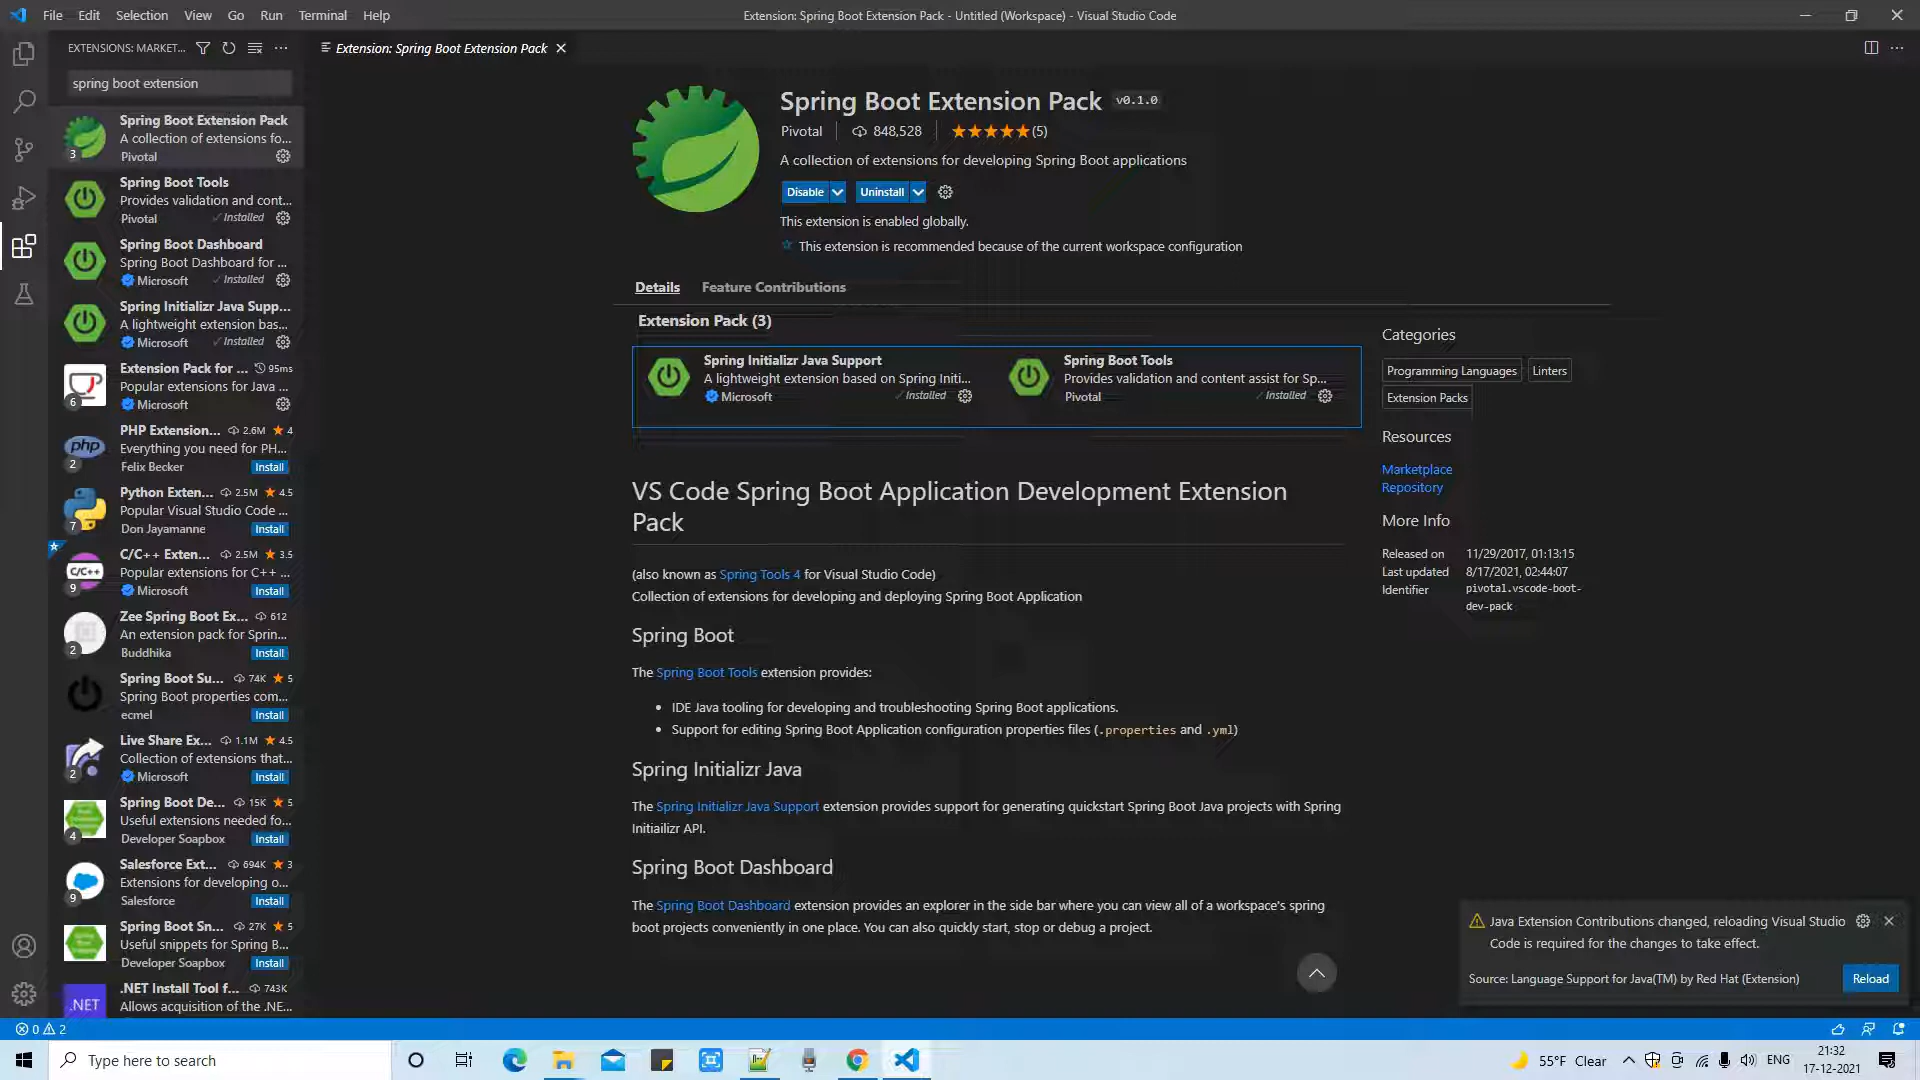 File Edit Selection View Go Run Terminal Help
Extension: Spring Boot Extension Pack - Untitled (Workspace) - Visual Studio Code
EXTENSIONS: MARKET...
Extension: Spring Boot Extension Pack
spring boot extension
Spring Boot Extension Pack
A collection of extensions fo...
3
Pivotal
Spring Boot Tools
Provides validation and cont...
Pivotal Installed
Spring Boot Dashboard
Spring Boot Dashboard for ...
Microsoft Installed
Spring Initializr Java Supp...
A lightweight extension bas...
Microsoft Installed
Extension Pack for ... 95ms
Popular extensions for Java ...
6
Microsoft
PHP Extension... 2.6M ★ 4
php
Everything you need for PH...
2
Felix Becker Install
Python Exten... 2.5M ★ 4.5
Popular Visual Studio Code ...
7
Don Jayamanne Install
C/C++ Exten... 2.5M ★ 3.5
C/C++
Popular extensions for C++ ...
9
Microsoft Install
Zee Spring Boot Ex... 612
An extension pack for Sprin...
2
Buddhika Install
Spring Boot Su... 74K ★ 5
Spring Boot properties com...
ecmel Install
Live Share Ex... 1.1M ★ 4.5
Collection of extensions that...
2
Microsoft Install
Spring Boot De... 15K ★ 5
Useful extensions needed fo...
4
Developer Soapbox Install
Salesforce Ext... 694K ★ 3
Extensions for developing o...
9
Salesforce Install
Spring Boot Sn... 27K ★ 5
Useful snippets for Spring B...
Developer Soapbox Install
.NET Install Tool f... 743K
.NET
Allows acquisition of the .NE...
Spring Boot Extension Pack v0.1.0
Pivotal 848,528 ★★★★★(5)
A collection of extensions for developing Spring Boot applications
Disable Uninstall
This extension is enabled globally.
This extension is recommended because of the current workspace configuration
Details Feature Contributions
Extension Pack (3)
Spring Initializr Java Support
A lightweight extension based on Spring Initi...
Microsoft Installed
Spring Boot Tools
Provides validation and content assist for Sp...
Pivotal Installed
VS Code Spring Boot Application Development Extension
Pack
(also known as Spring Tools 4 for Visual Studio Code)
Collection of extensions for developing and deploying Spring Boot Application
Spring Boot
The Spring Boot Tools extension provides:
• IDE Java tooling for developing and troubleshooting Spring Boot applications.
• Support for editing Spring Boot Application configuration properties files (.properties and .yml)
Spring Initializr Java
The Spring Initializr Java Support extension provides support for generating quickstart Spring Boot Java projects with Spring
Initiailizr API.
Spring Boot Dashboard
The Spring Boot Dashboard extension provides an explorer in the side bar where you can view all of a workspace's spring
boot projects conveniently in one place. You can also quickly start, stop or debug a project.
Categories
Programming Languages Linters
Extension Packs
Resources
Marketplace
Repository
More Info
Released on 11/29/2017, 01:13:15
Last updated 8/17/2021, 02:44:07
Identifier pivotal.vscode-boot-
dev-pack
Java Extension Contributions changed, reloading Visual Studio
Code is required for the changes to take effect.
Source: Language Support for Java(TM) by Red Hat (Extension) Reload
0 2
Type here to search
55°F Clear
ENG
21:32
17-12-2021